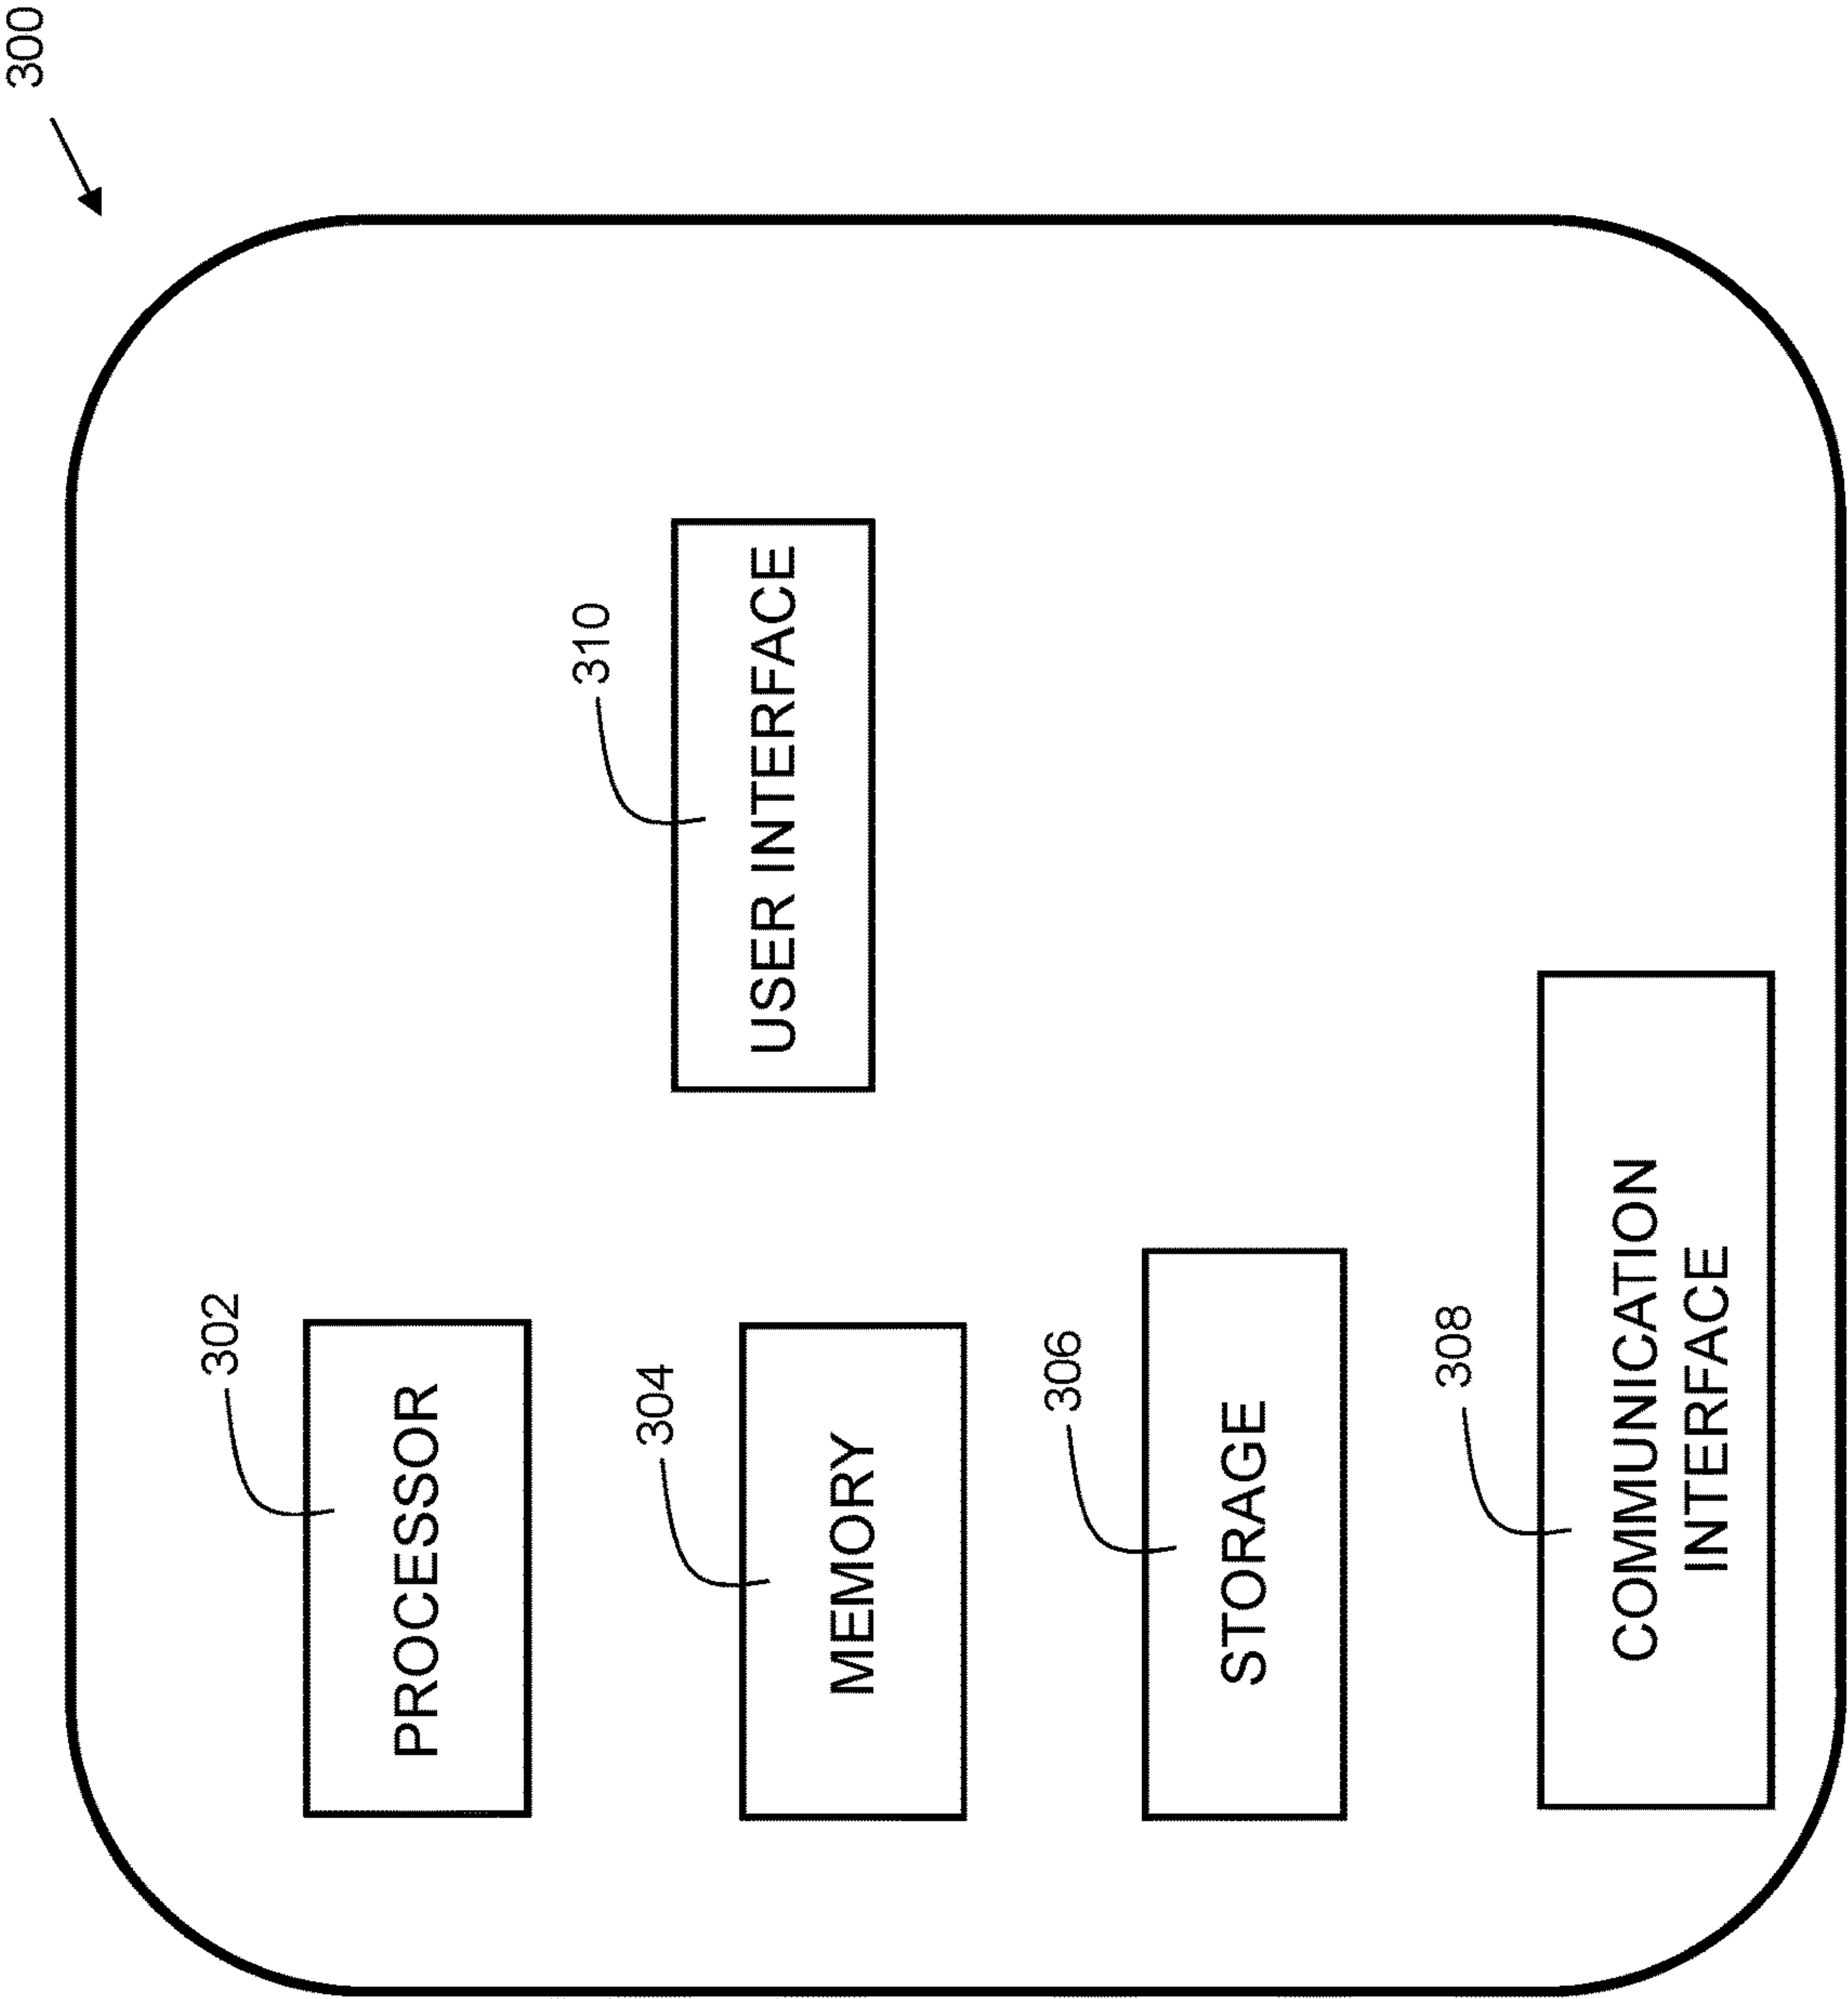 300
302
PROCESSOR
304
MEMORY
310
USER INTERFACE
306
STORAGE
308
COMMUNICATION
INTERFACE